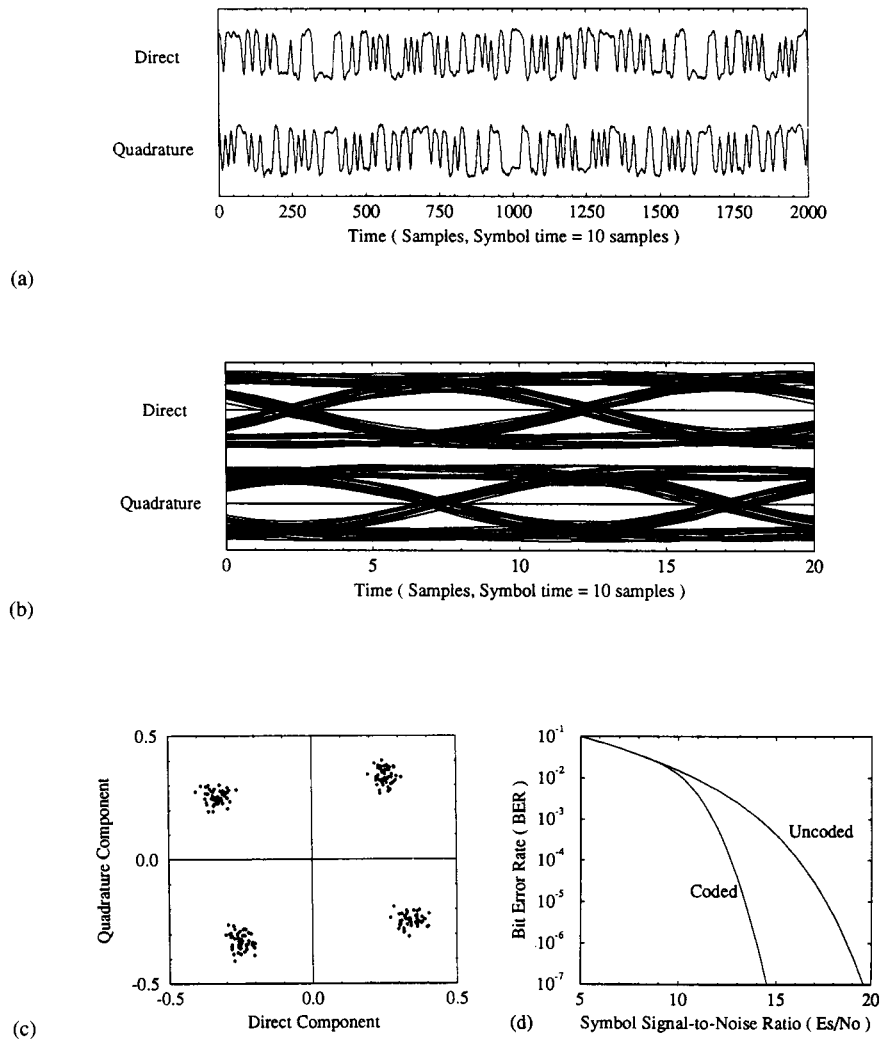 Direct
Quadrature
0 250 500 750 1000 1250 1500 1750 2000
Time ( Samples, Symbol time = 10 samples )
(a)
Direct
Quadrature
0 5 10 15 20
Time ( Samples, Symbol time = 10 samples )
(b)
0.5
Quadrature Component
0.0
-0.5
-0.5 0.0 0.5
Direct Component
(c)
Bit Error Rate ( BER )
10-1
10-2
10-3
10-4
10-5
10-6
10-7
Uncoded
Coded
5 10 15 20
Symbol Signal-to-Noise Ratio ( Es/No )
(d)